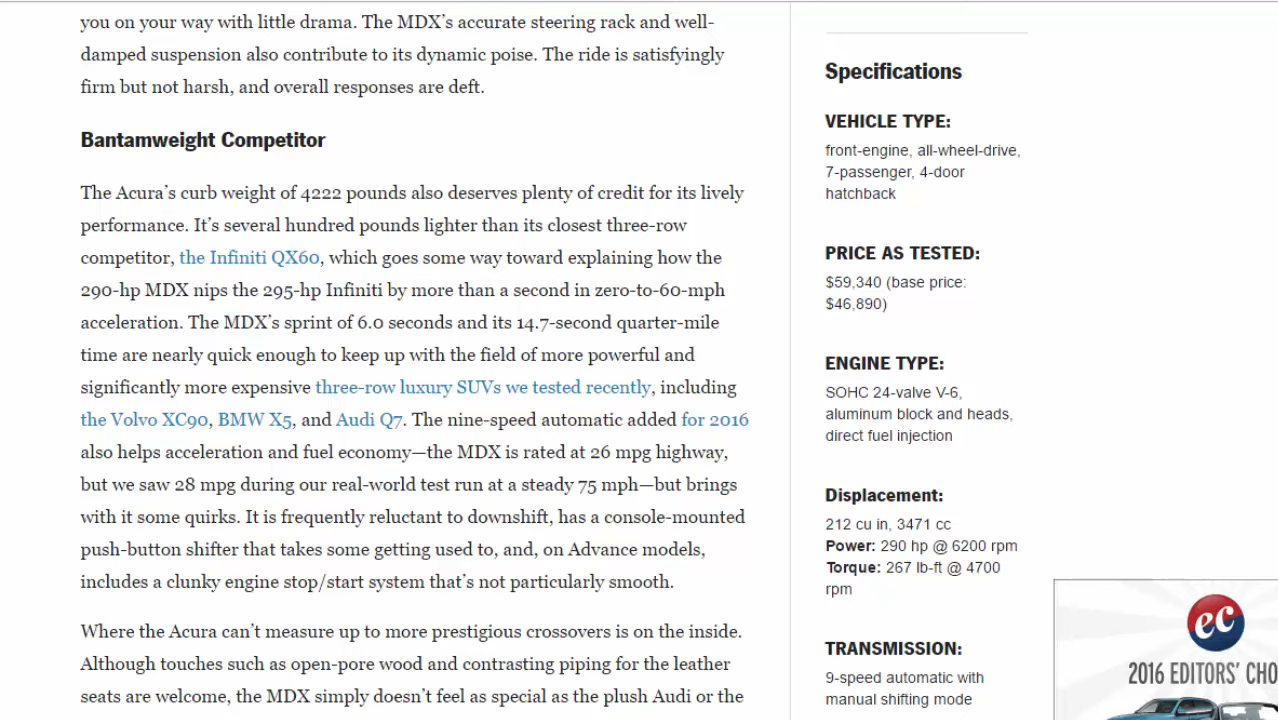 you on your way with little drama. The MDX’s accurate steering rack and well-
damped suspension also contribute to its dynamic poise. The ride is satisfyingly
firm but not harsh, and overall responses are deft.
Bantamweight Competitor
The Acura’s curb weight of 4222 pounds also deserves plenty of credit for its lively
performance. It’s several hundred pounds lighter than its closest three-row
competitor, the Infiniti QX60, which goes some way toward explaining how the
290-hp MDX nips the 295-hp Infiniti by more than a second in zero-to-60-mph
acceleration. The MDX’s sprint of 6.0 seconds and its 14.7-second quarter-mile
time are nearly quick enough to keep up with the field of more powerful and
significantly more expensive three-row luxury SUVs we tested recently, including
the Volvo XC90, BMW X5, and Audi Q7. The nine-speed automatic added for 2016
also helps acceleration and fuel economy—the MDX is rated at 26 mpg highway,
but we saw 28 mpg during our real-world test run at a steady 75 mph—but brings
with it some quirks. It is frequently reluctant to downshift, has a console-mounted
push-button shifter that takes some getting used to, and, on Advance models,
includes a clunky engine stop/start system that’s not particularly smooth.
Where the Acura can’t measure up to more prestigious crossovers is on the inside.
Although touches such as open-pore wood and contrasting piping for the leather
seats are welcome, the MDX simply doesn’t feel as special as the plush Audi or the
Specifications
VEHICLE TYPE:
front-engine, all-wheel-drive,
7-passenger, 4-door
hatchback
PRICE AS TESTED:
$59,340 (base price:
$46,890)
ENGINE TYPE:
SOHC 24-valve V-6,
aluminum block and heads,
direct fuel injection
Displacement:
212 cu in, 3471 cc
Power: 290 hp @ 6200 rpm
Torque: 267 lb-ft @ 4700
rpm
TRANSMISSION:
9-speed automatic with
manual shifting mode
ec
2016 EDITORS’ CHO